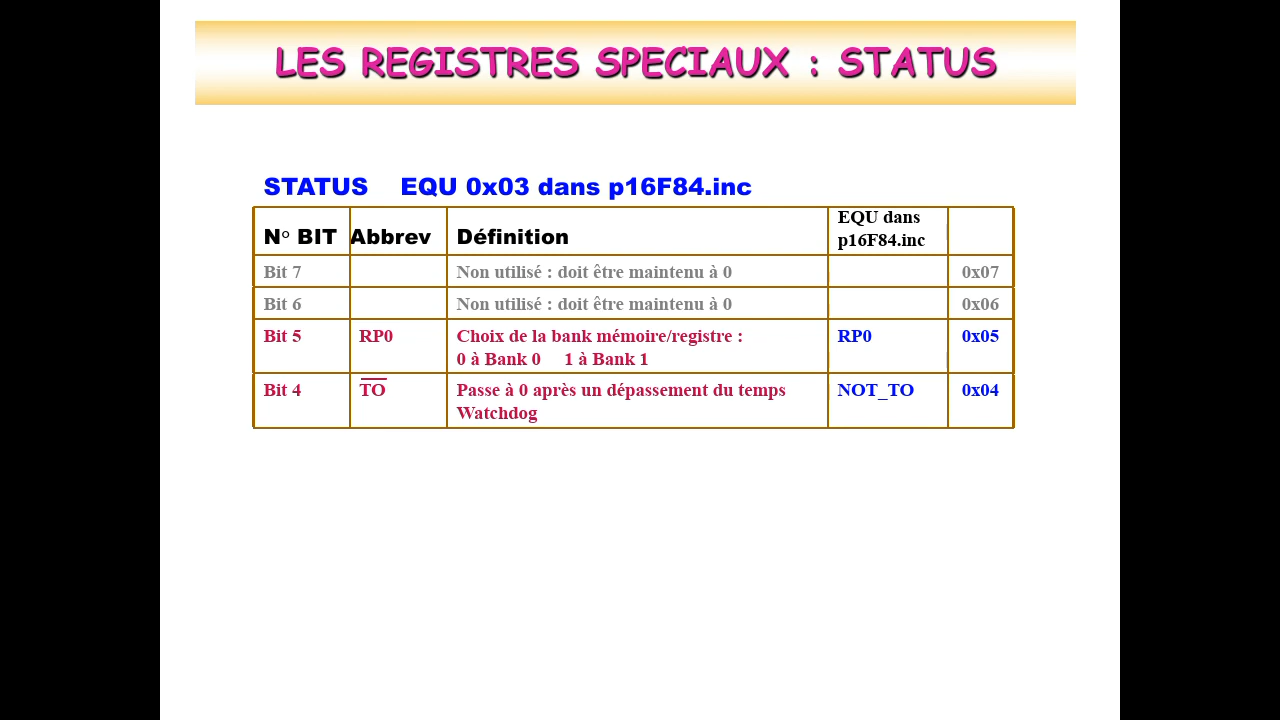 LES REGISTRES SPECIAUX : STATUS
STATUS EQU 0x03 dans p16F84.inc
N° BIT Abbrev Définition EQU dans p16F84.inc
Bit 7 Non utilisé : doit être maintenu à 0 0x07
Bit 6 Non utilisé : doit être maintenu à 0 0x06
Bit 5 RP0 Choix de la bank mémoire/registre : RP0 0x05
0 à Bank 0 1 à Bank 1
Bit 4 T̅O̅ Passe à 0 après un dépassement du temps NOT_TO 0x04
Watchdog